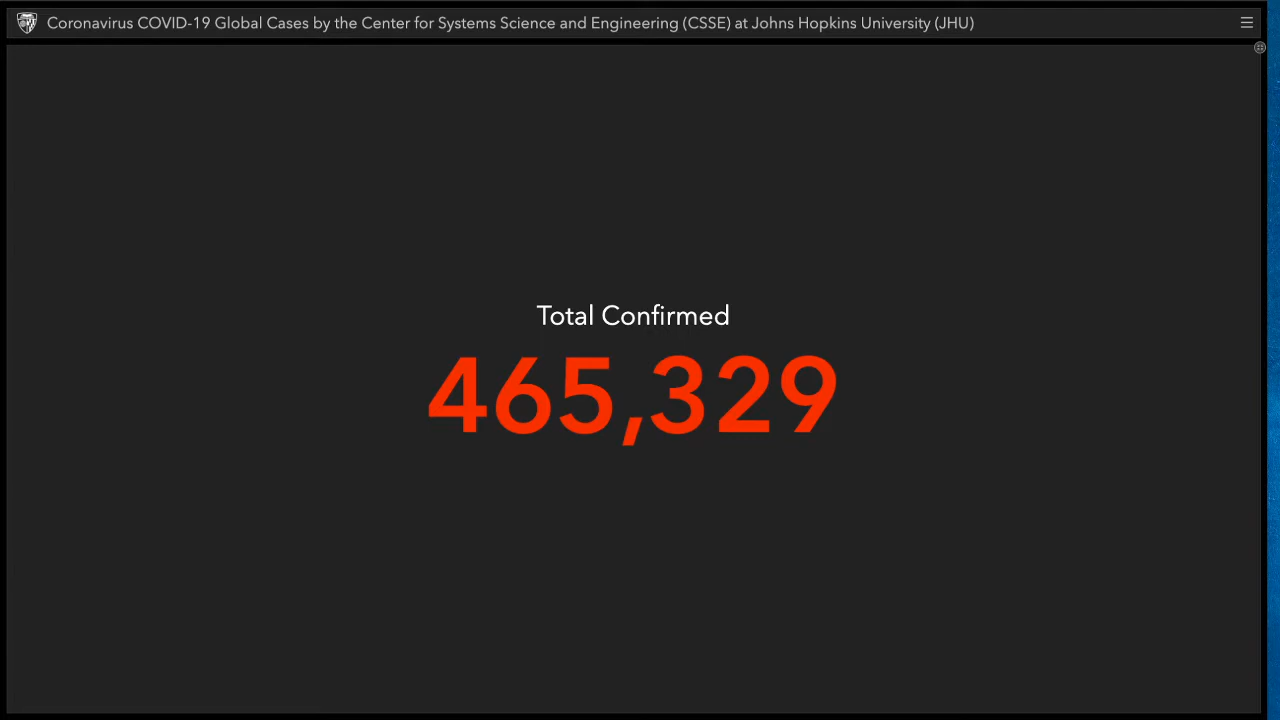 Coronavirus COVID-19 Global Cases by the Center for Systems Science and Engineering (CSSE) at Johns Hopkins University (JHU)
Total Confirmed
465,329